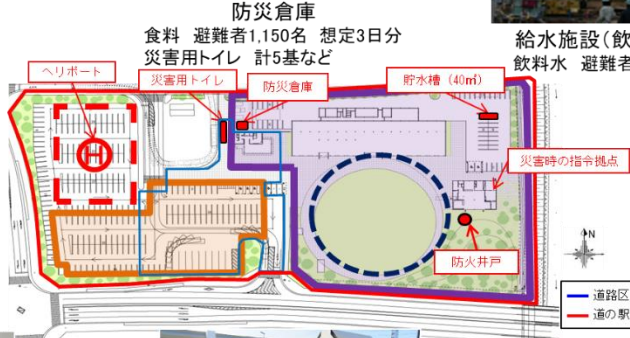 防災倉庫
食料 避難者1,150名 想定3日分
災害用トイレ 計5基など
給水施設(飲
飲料水 避難者
ヘリポート
災害用トイレ
防災倉庫
貯水槽(40㎥)
災害時の指令拠点
H
防火井戸
N
道路区
道の駅